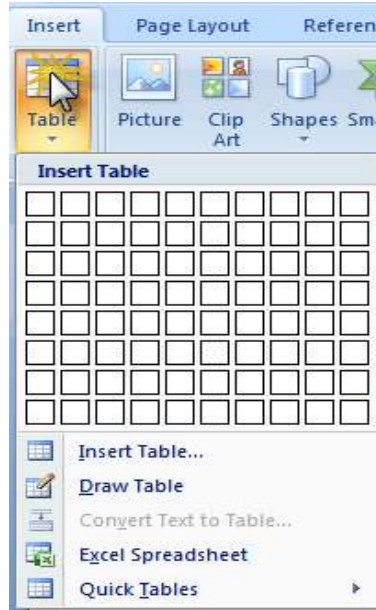 Insert Page Layout Referen
Table Picture Clip Art Shapes Sm
Insert Table
Insert Table...
Draw Table
Convert Text to Table...
Excel Spreadsheet
Quick Tables